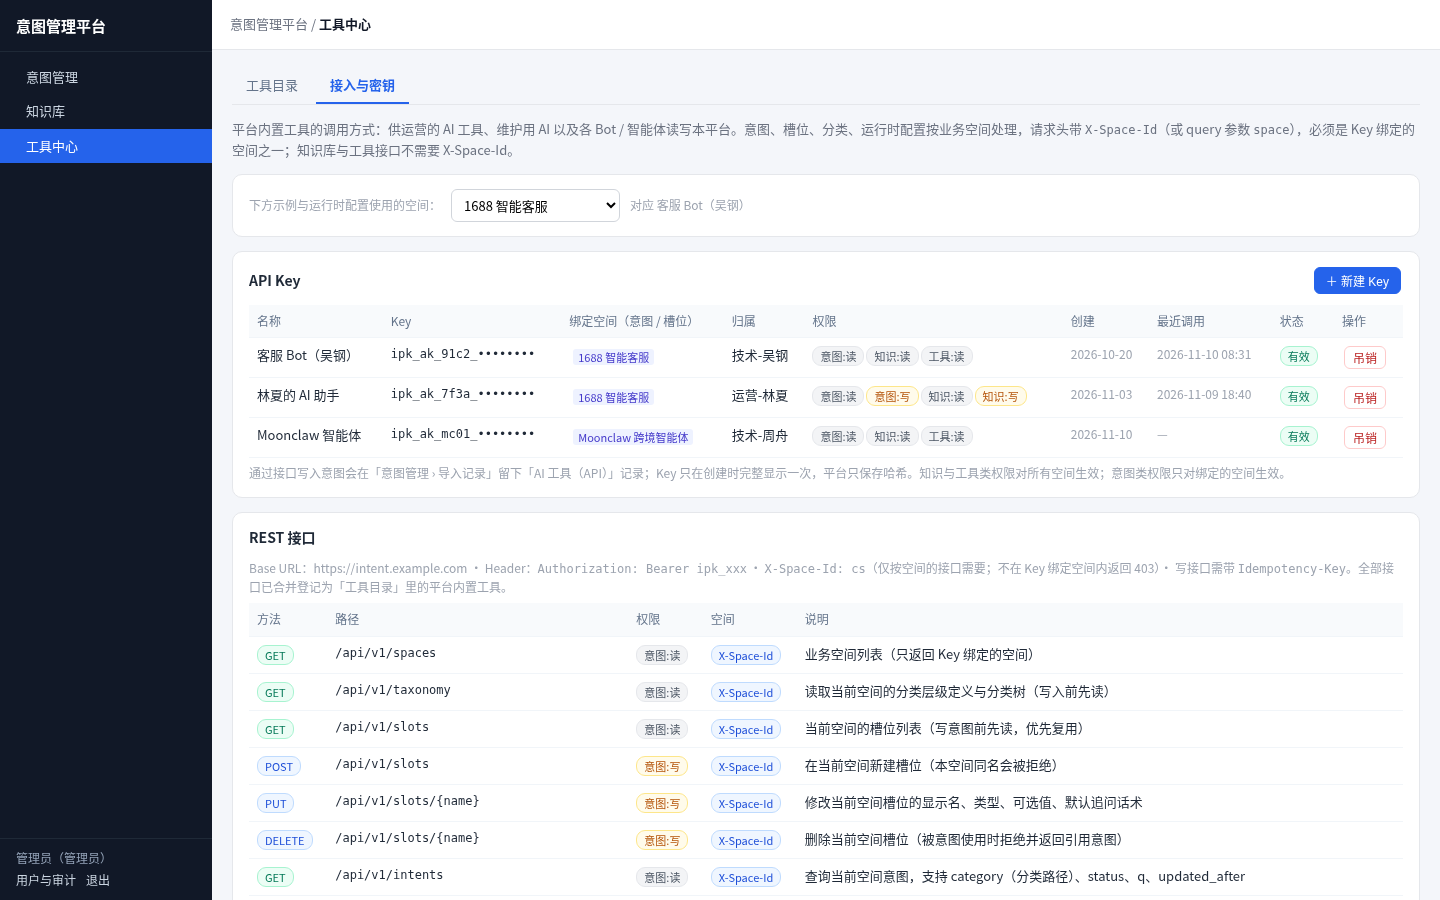 意图管理平台
意图管理平台 / 工具中心
意图管理
知识库
工具中心
工具目录 接入与密钥
平台内置工具的调用方式：供运营的 AI 工具、维护用 AI 以及各 Bot / 智能体读写本平台。意图、槽位、分类、运行时配置按业务空间处理，请求头带 X-Space-Id（或 query 参数 space），必须是 Key 绑定的
空间之一；知识库与工具接口不需要 X-Space-Id。
下方示例与运行时配置使用的空间： 1688 智能客服 对应 客服 Bot（吴钢）
API Key ＋ 新建 Key
名称 Key 绑定空间（意图 / 槽位） 归属 权限 创建 最近调用 状态 操作
客服 Bot（吴钢） ipk_ak_91c2_•••••••• 1688 智能客服 技术-吴钢 意图:读 知识:读 工具:读 2026-10-20 2026-11-10 08:31 有效 吊销
林夏的 AI 助手 ipk_ak_7f3a_•••••••• 1688 智能客服 运营-林夏 意图:读 意图:写 知识:读 知识:写 2026-11-03 2026-11-09 18:40 有效 吊销
Moonclaw 智能体 ipk_ak_mc01_•••••••• Moonclaw 跨境智能体 技术-周舟 意图:读 知识:读 工具:读 2026-11-10 — 有效 吊销
通过接口写入意图会在「意图管理 › 导入记录」留下「AI 工具（API）」记录；Key 只在创建时完整显示一次，平台只保存哈希。知识与工具类权限对所有空间生效；意图类权限只对绑定的空间生效。
REST 接口
Base URL：https://intent.example.com · Header：Authorization: Bearer ipk_xxx · X-Space-Id: cs（仅按空间的接口需要；不在 Key 绑定空间内返回 403）· 写接口需带 Idempotency-Key。全部接
口已合并登记为「工具目录」里的平台内置工具。
方法 路径 权限 空间 说明
GET /api/v1/spaces 意图:读 X-Space-Id 业务空间列表（只返回 Key 绑定的空间）
GET /api/v1/taxonomy 意图:读 X-Space-Id 读取当前空间的分类层级定义与分类树（写入前先读）
GET /api/v1/slots 意图:读 X-Space-Id 当前空间的槽位列表（写意图前先读，优先复用）
POST /api/v1/slots 意图:写 X-Space-Id 在当前空间新建槽位（本空间同名会被拒绝）
PUT /api/v1/slots/{name} 意图:写 X-Space-Id 修改当前空间槽位的显示名、类型、可选值、默认追问话术
DELETE /api/v1/slots/{name} 意图:写 X-Space-Id 删除当前空间槽位（被意图使用时拒绝并返回引用意图）
GET /api/v1/intents 意图:读 X-Space-Id 查询当前空间意图，支持 category（分类路径）、status、q、updated_after
管理员（管理员）
用户与审计 退出